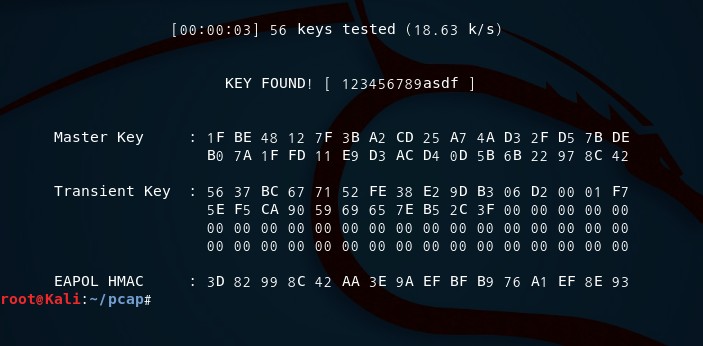 [00:00:03] 56 keys tested (18.63 k/s)
KEY FOUND! [ 123456789asdf ]
Master Key : 1F BE 48 12 7F 3B A2 CD 25 A7 4A D3 2F D5 7B DE
B0 7A 1F FD 11 E9 D3 AC D4 0D 5B 6B 22 97 8C 42
Transient Key : 56 37 BC 67 71 52 FE 38 E2 9D B3 06 D2 00 01 F7
5E F5 CA 90 59 69 65 7E B5 2C 3F 00 00 00 00 00
00 00 00 00 00 00 00 00 00 00 00 00 00 00 00 00
00 00 00 00 00 00 00 00 00 00 00 00 00 00 00 00
EAPOL HMAC : 3D 82 99 8C 42 AA 3E 9A EF BF B9 76 A1 EF 8E 93
root@Kali:~/pcap#